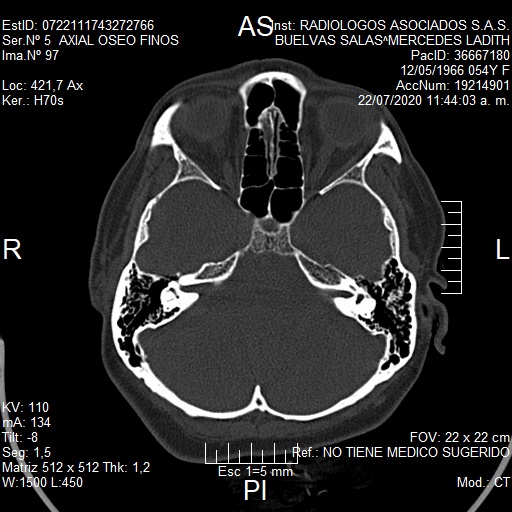 EstID: 0722111743272766
Ser.Nº 5 AXIAL OSEO FINOS
Ima.Nº 97
Loc: 421,7 Ax
Ker.: H70s
AS
Inst: RADIOLOGOS ASOCIADOS S.A.S.
BUELVAS SALAS^MERCEDES LADITH
PacID: 36667180
12/05/1966 054Y F
AccNum: 19214901
22/07/2020 11:44:03 a. m.
R
L
KV: 110
mA: 134
Tilt: -8
Seg: 1,5
Matriz 512 x 512 Thk: 1,2
W:1500 L:450
Esc 1=5 mm
PI
FOV: 22 x 22 cm
Ref.: NO TIENE MEDICO SUGERIDO
Mod.: CT